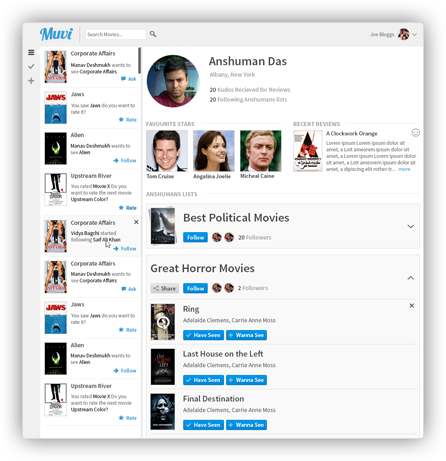 Muvi
Search Movies...
Joe Bloggs
Corporate Affairs
Manav Deshmukh wants to
see Corporate Affairs
Ask
Jaws
You saw Jaws do you want to
rate it?
Rate
Alien
Manav Deshmukh wants to
see Alien
Follow
Upstream River
You rated Movie X Do you
want to rate the next movie
Upstream Color?
Rate
Corporate Affairs
Vidya Bagchi started
following Saif Ali Khan
Follow
Corporate Affairs
Manav Deshmukh wants to
see Corporate Affairs
Ask
Jaws
You saw Jaws do you want to
rate it?
Rate
Alien
Manav Deshmukh wants to
see Alien
Follow
Upstream River
You rated Movie X Do you
want to rate the next movie
Upstream Color?
Rate
Anshuman Das
Albany, New York
20 Kudos Recieved for Reviews
20 Following Anshumans lists
FAVOURITE STARS
Tom Cruise
Angalina Joelie
Micheal Caine
RECENT REVIEWS
A Clockwork Orange
Lorem ipsum Lorem ipsum dolor sit
amet, a Lorem ipsum dolor sit
amet, a Lorem ipsum dolor sit
amet, a dipiscing elit r... more
ANSHUMANS LISTS
Best Political Movies
Follow
20 Followers
Great Horror Movies
Share
Follow
2 Followers
Ring
Adelaide Clemens, Carrie Anne Moss
Have Seen
Wanna See
Last House on the Left
Adelaide Clemens, Carrie Anne Moss
Have Seen
Wanna See
Final Destination
Adelaide Clemens, Carrie Anne Moss
Have Seen
Wanna See